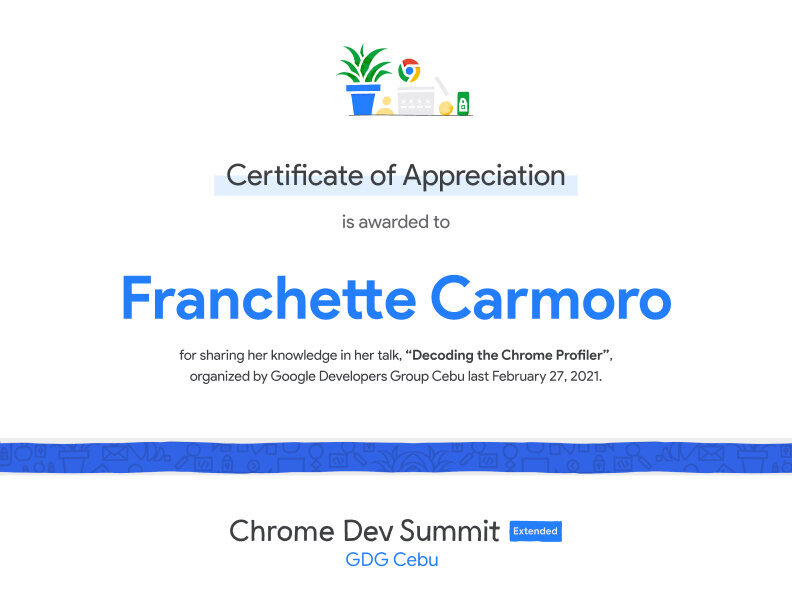 Certificate of Appreciation
is awarded to
Franchette Carmoro
for sharing her knowledge in her talk, “Decoding the Chrome Profiler”,
organized by Google Developers Group Cebu last February 27, 2021.
Chrome Dev Summit Extended
GDG Cebu